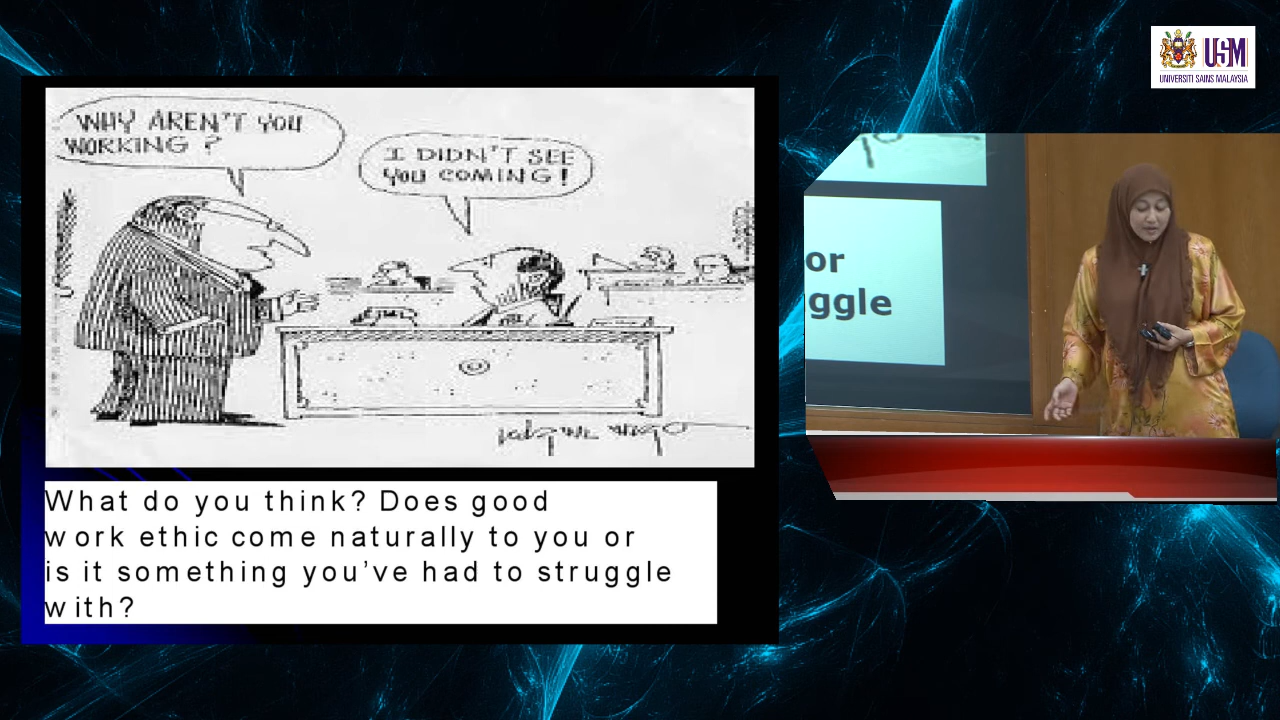 WHY AREN'T YOU
WORKING ?
I DIDN'T SEE
YOU COMING!
What do you think? Does good
work ethic come naturally to you or
is it something you've had to struggle
with?
USM
UNIVERSITI SAINS MALAYSIA
or
ggle